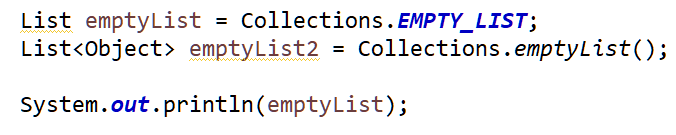 List emptyList = Collections.EMPTY_LIST;
List<Object> emptyList2 = Collections.emptyList();
System.out.println(emptyList);